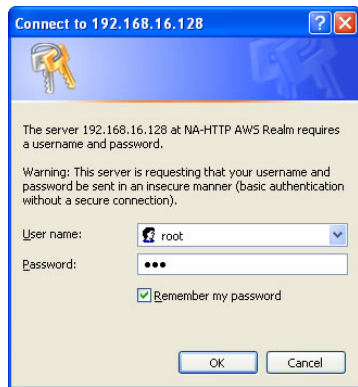 Connect to 192.168.16.128
The server 192.168.16.128 at NA-HTTP AWS Realm requires
a username and password.
Warning: This server is requesting that your username and
password be sent in an insecure manner (basic authentication
without a secure connection).
User name:
root
Password:
•••
Remember my password
OK
Cancel